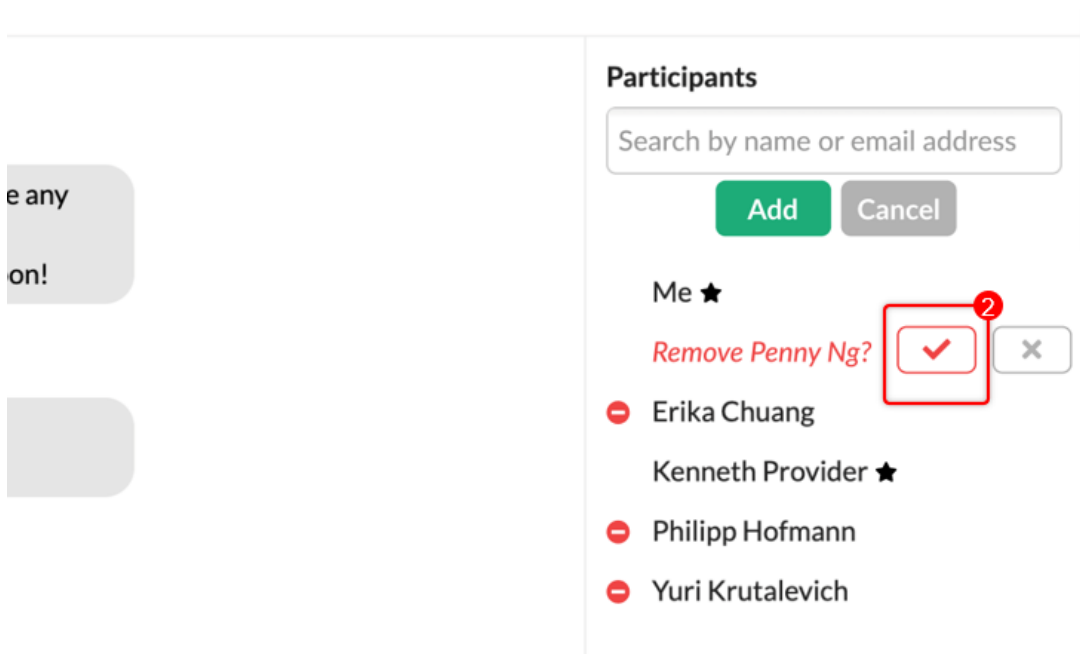 Participants
Search by name or email address
e any
Add Cancel
on!
Me ★
2
Remove Penny Ng?
Erika Chuang
Kenneth Provider ★
Philipp Hofmann
Yuri Krutalevich